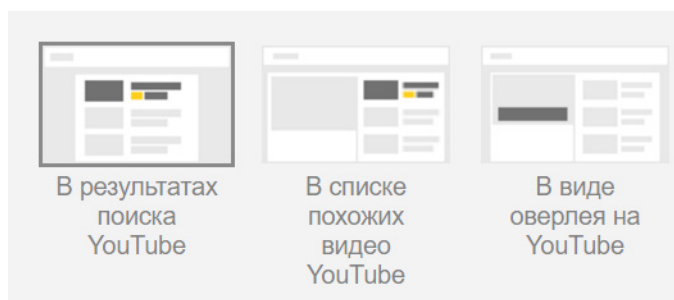 В результатах
поиска
YouTube
В списке
похожих
видео
YouTube
В виде
оверлея на
YouTube